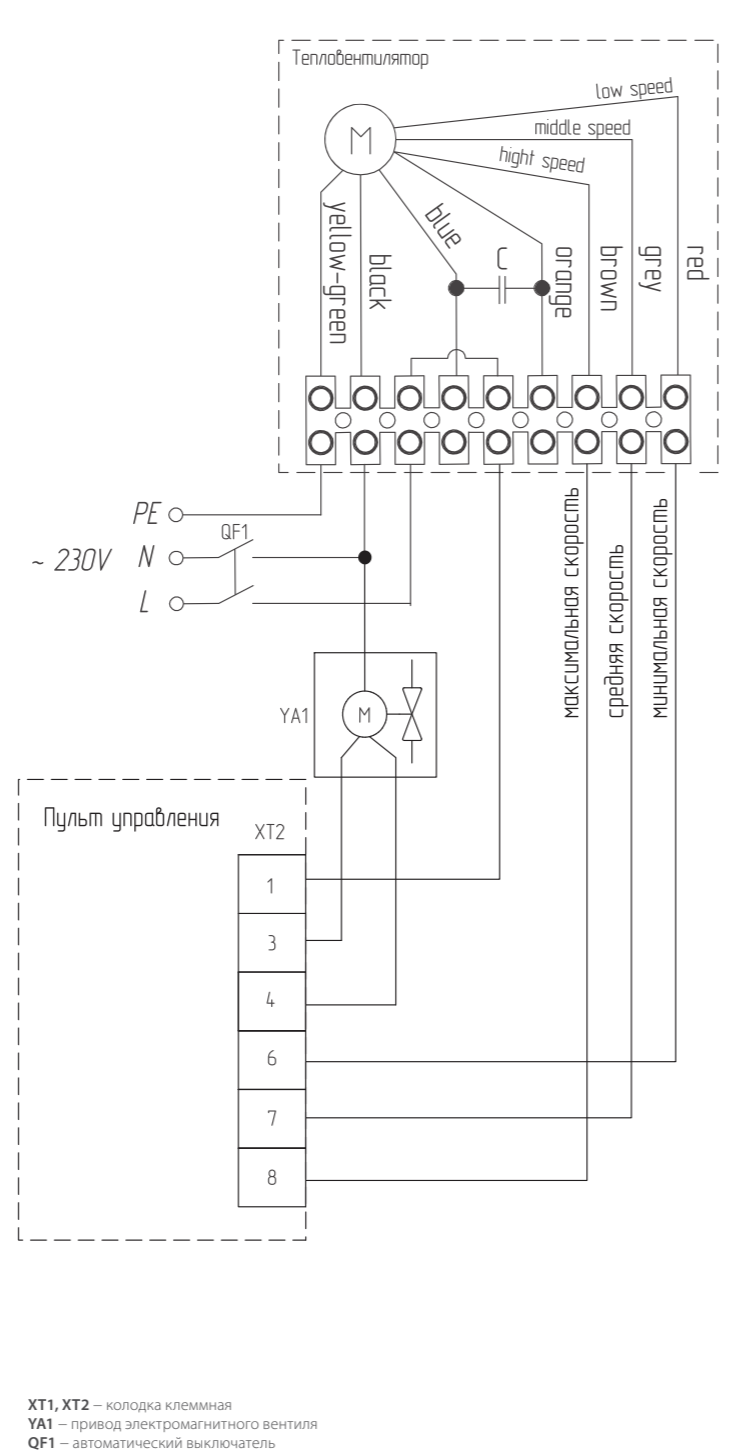 Тепловентилятор
low speed
middle speed
hight speed
M
yellow-green
black
blue
C
orange
brown
grey
red
PE
QF1
~ 230V N
L
максимальная скорость
средняя скорость
минимальная скорость
YA1
M
Пульт управления
XT2
1
3
4
6
7
8
XT1, XT2 – колодка клеммная
YA1 – привод электромагнитного вентиля
QF1 – автоматический выключатель